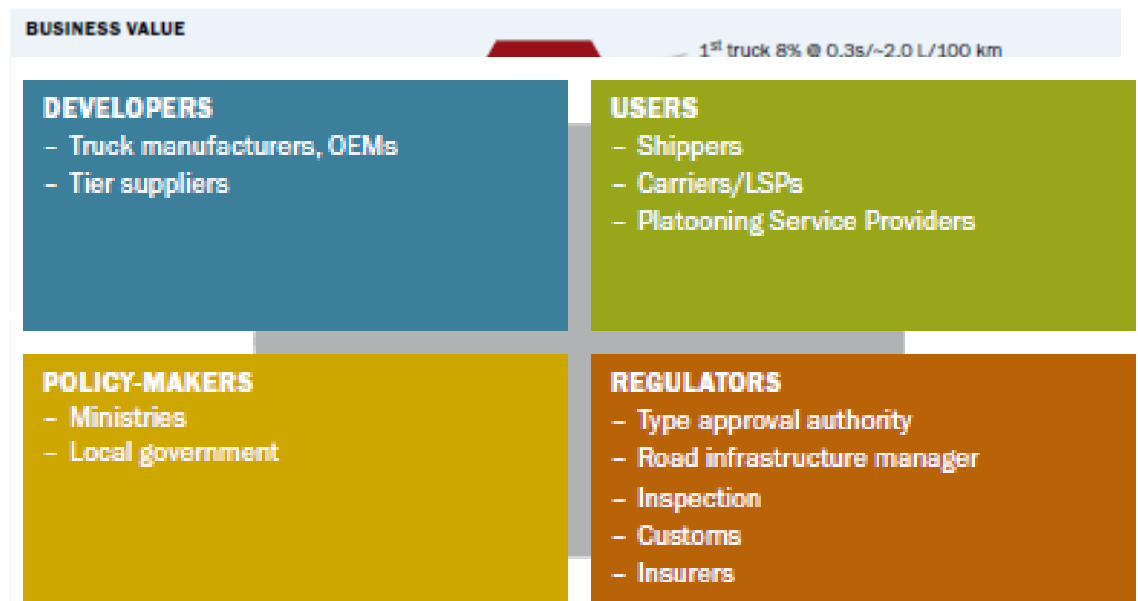 BUSINESS VALUE
1st truck 8% @ 0.3s/~2.0 L/100 km
DEVELOPERS
– Truck manufacturers, OEMs
– Tier suppliers
USERS
– Shippers
– Carriers/LSPs
– Platooning Service Providers
POLICY-MAKERS
– Ministries
– Local government
REGULATORS
– Type approval authority
– Road infrastructure manager
– Inspection
– Customs
– Insurers